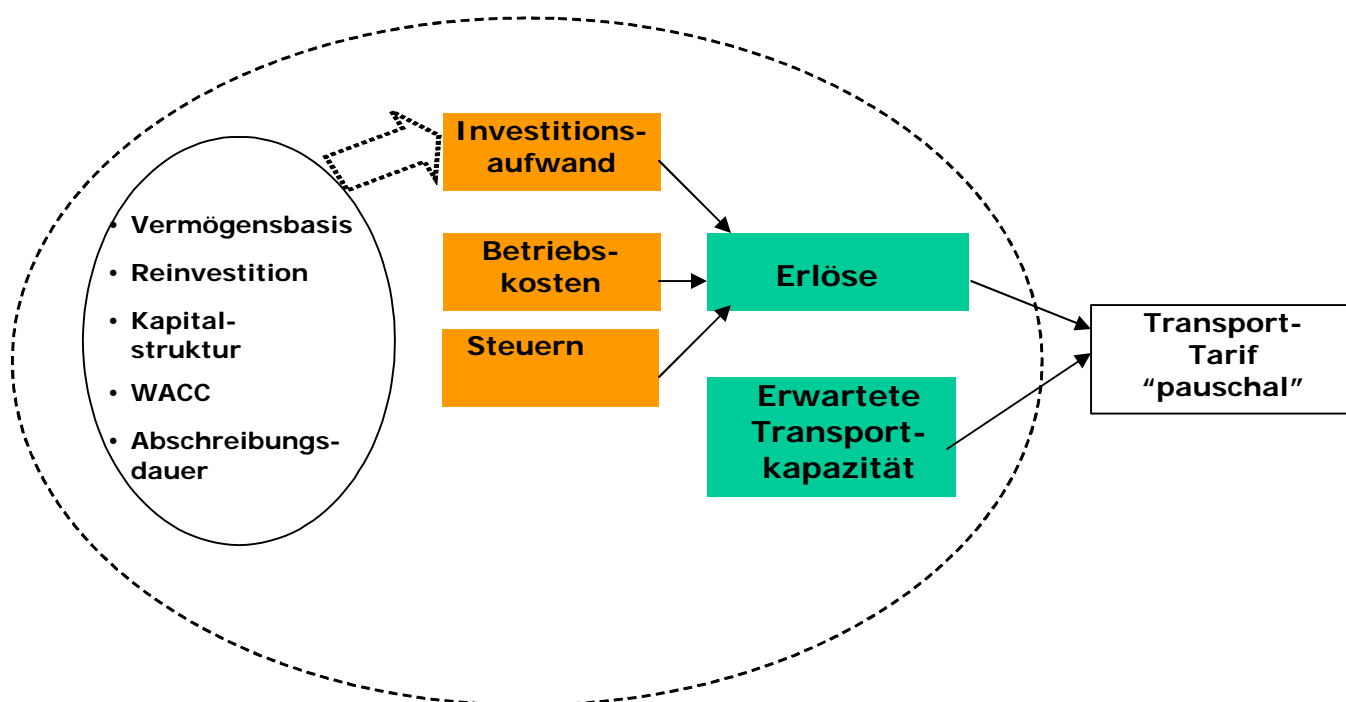 Investitions-
aufwand
• Vermögensbasis
• Reinvestition
• Kapital-
struktur
• WACC
• Abschreibungs-
dauer
Betriebs-
kosten
Steuern
Erlöse
Erwartete
Transport-
kapazität
Transport-
Tarif
“pauschal”